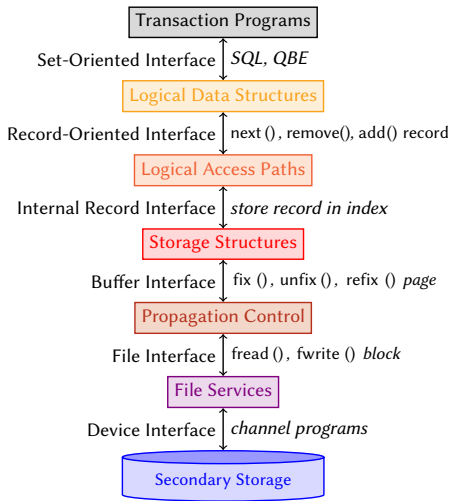 Transaction Programs
Set-Oriented Interface SQL, QBE
Logical Data Structures
Record-Oriented Interface next(), remove(), add() record
Logical Access Paths
Internal Record Interface store record in index
Storage Structures
Buffer Interface fix (), unfix(), refix () page
Propagation Control
File Interface fread(), fwrite () block
File Services
Device Interface channel programs
Secondary Storage